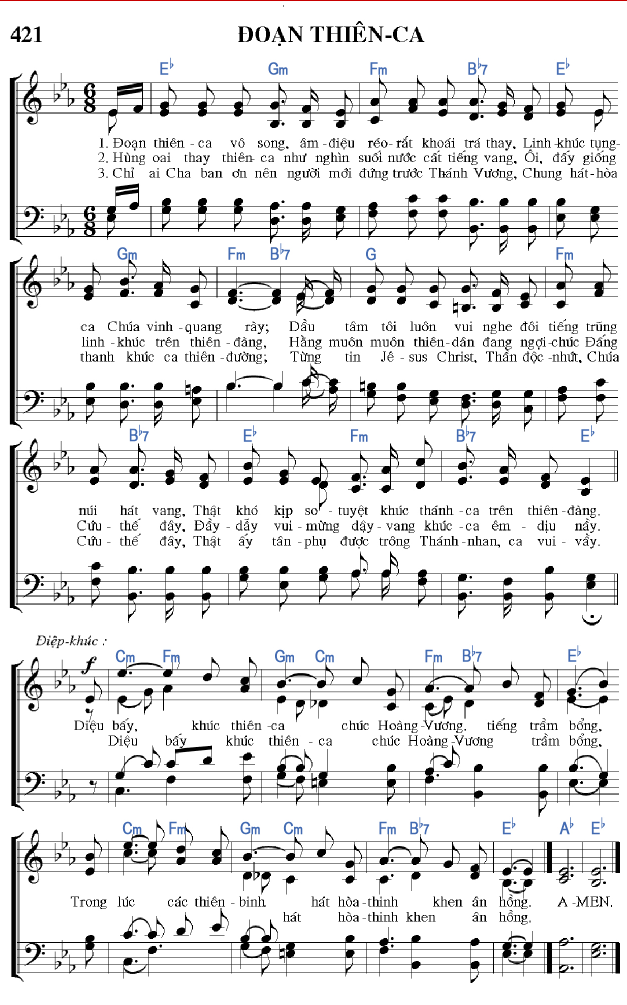 421 ĐOẠN THIÊN-CA
E♭ Gm Fm B♭7 E♭
6 8
1. Đoạn thiên-ca vô song, âm-điệu réo-rắt khoái trá thay, Linh-khúc tụng-
2. Hùng oai thay thiên-ca như nghìn suối nước cất tiếng vang, Ôi, đấy giống
3. Chỉ ai Cha ban ơn nên người mới đứng trước Thánh Vương, Chung hát-hòa
6 8
Gm Fm B♭7 G Fm
ca Chúa vinh-quang rày; Dầu tâm tôi luôn vui nghe đôi tiếng trũng
linh-khúc trên thiên-đàng, Hằng muôn muôn thiên-dân đang ngợi-chúc Đấng
thanh khúc ca thiên-đường; Từng tin Jê-sus Christ, Thần độc-nhứt, Chúa
B♭7 E♭ Fm B♭7 E♭
núi hát vang, Thật khó kịp so-tuyệt khúc thánh-ca trên thiên-đàng.
Cứu-thế đây, Đầy-dẫy vui-mừng dậy-vang khúc-ca êm-dịu nầy.
Cứu-thế đây, Thật ấy tân-phụ được trông Thánh-nhan, ca vui-vầy.
Điệp-khúc :
f Cm Fm Gm Cm Fm B♭7 E♭
Diệu bấy, khúc thiên-ca chúc Hoàng-Vương, tiếng trầm bổng,
Diệu bấy khúc thiên-ca chúc Hoàng-Vương trầm bổng,
Cm Fm Gm Cm Fm B♭7 E♭ A♭ E♭
Trong lúc các thiên-binh hát hòa-thinh khen ân hồng. A-MEN.
hát hòa-thinh khen ân hồng.